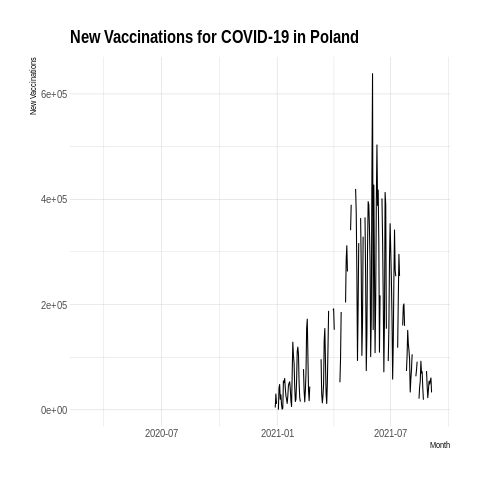 New Vaccinations for COVID-19 in Poland
New Vaccinations
6e+05
4e+05
2e+05
0e+00
2020-07
2021-01
2021-07
Month